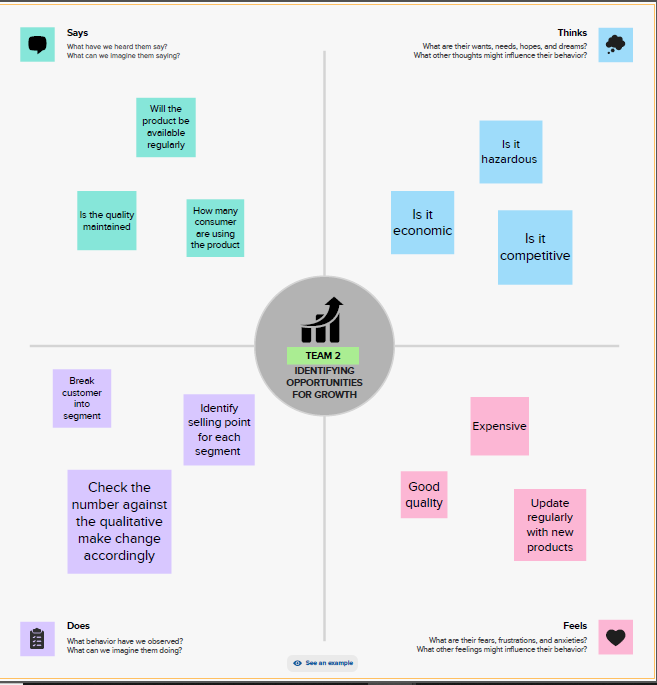 Says
What have we heard them say?
What can we imagine them saying?
Thinks
What are their wants, needs, hopes, and dreams?
What other thoughts might influence their behavior?
Will the
product be
available
regularly
Is the quality
maintained
How many
consumer
are using
the product
Is it
hazardous
Is it
economic
Is it
competitive
TEAM 2
IDENTIFYING
OPPORTUNITIES
FOR GROWTH
Break
customer
into
segment
Identify
selling point
for each
segment
Check the
number against
the qualitative
make change
accordingly
Expensive
Good
quality
Update
regularly
with new
products
Does
What behavior have we observed?
What can we imagine them doing?
Feels
What are their fears, frustrations, and anxieties?
What other feelings might influence their behavior?
See an example